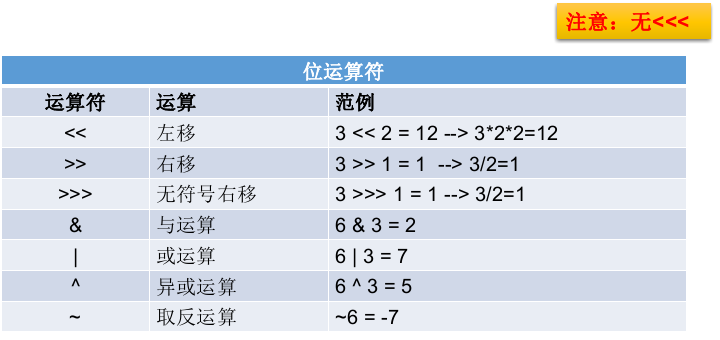 注意：无<<<
位运算符
运算符 运算 范例
<< 左移 3 << 2 = 12 --> 3*2*2=12
>> 右移 3 >> 1 = 1 --> 3/2=1
>>> 无符号右移 3 >>> 1 = 1 --> 3/2=1
& 与运算 6 & 3 = 2
| 或运算 6 | 3 = 7
^ 异或运算 6 ^ 3 = 5
~ 取反运算 ~6 = -7